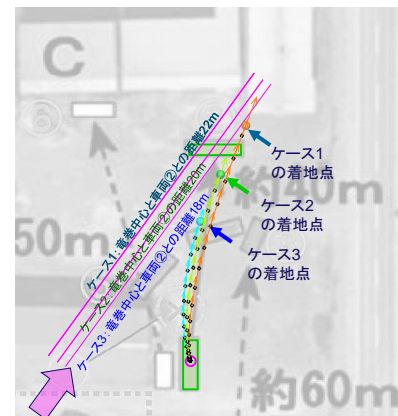 C
ケース1：竜巻中心と車両②との距離22m
ケース2：竜巻中心と車両②との距離20m
ケース3：竜巻中心と車両②との距離18m
ケース1
の着地点
約40m
ケース2
の着地点
50m
ケース3
の着地点
約60m